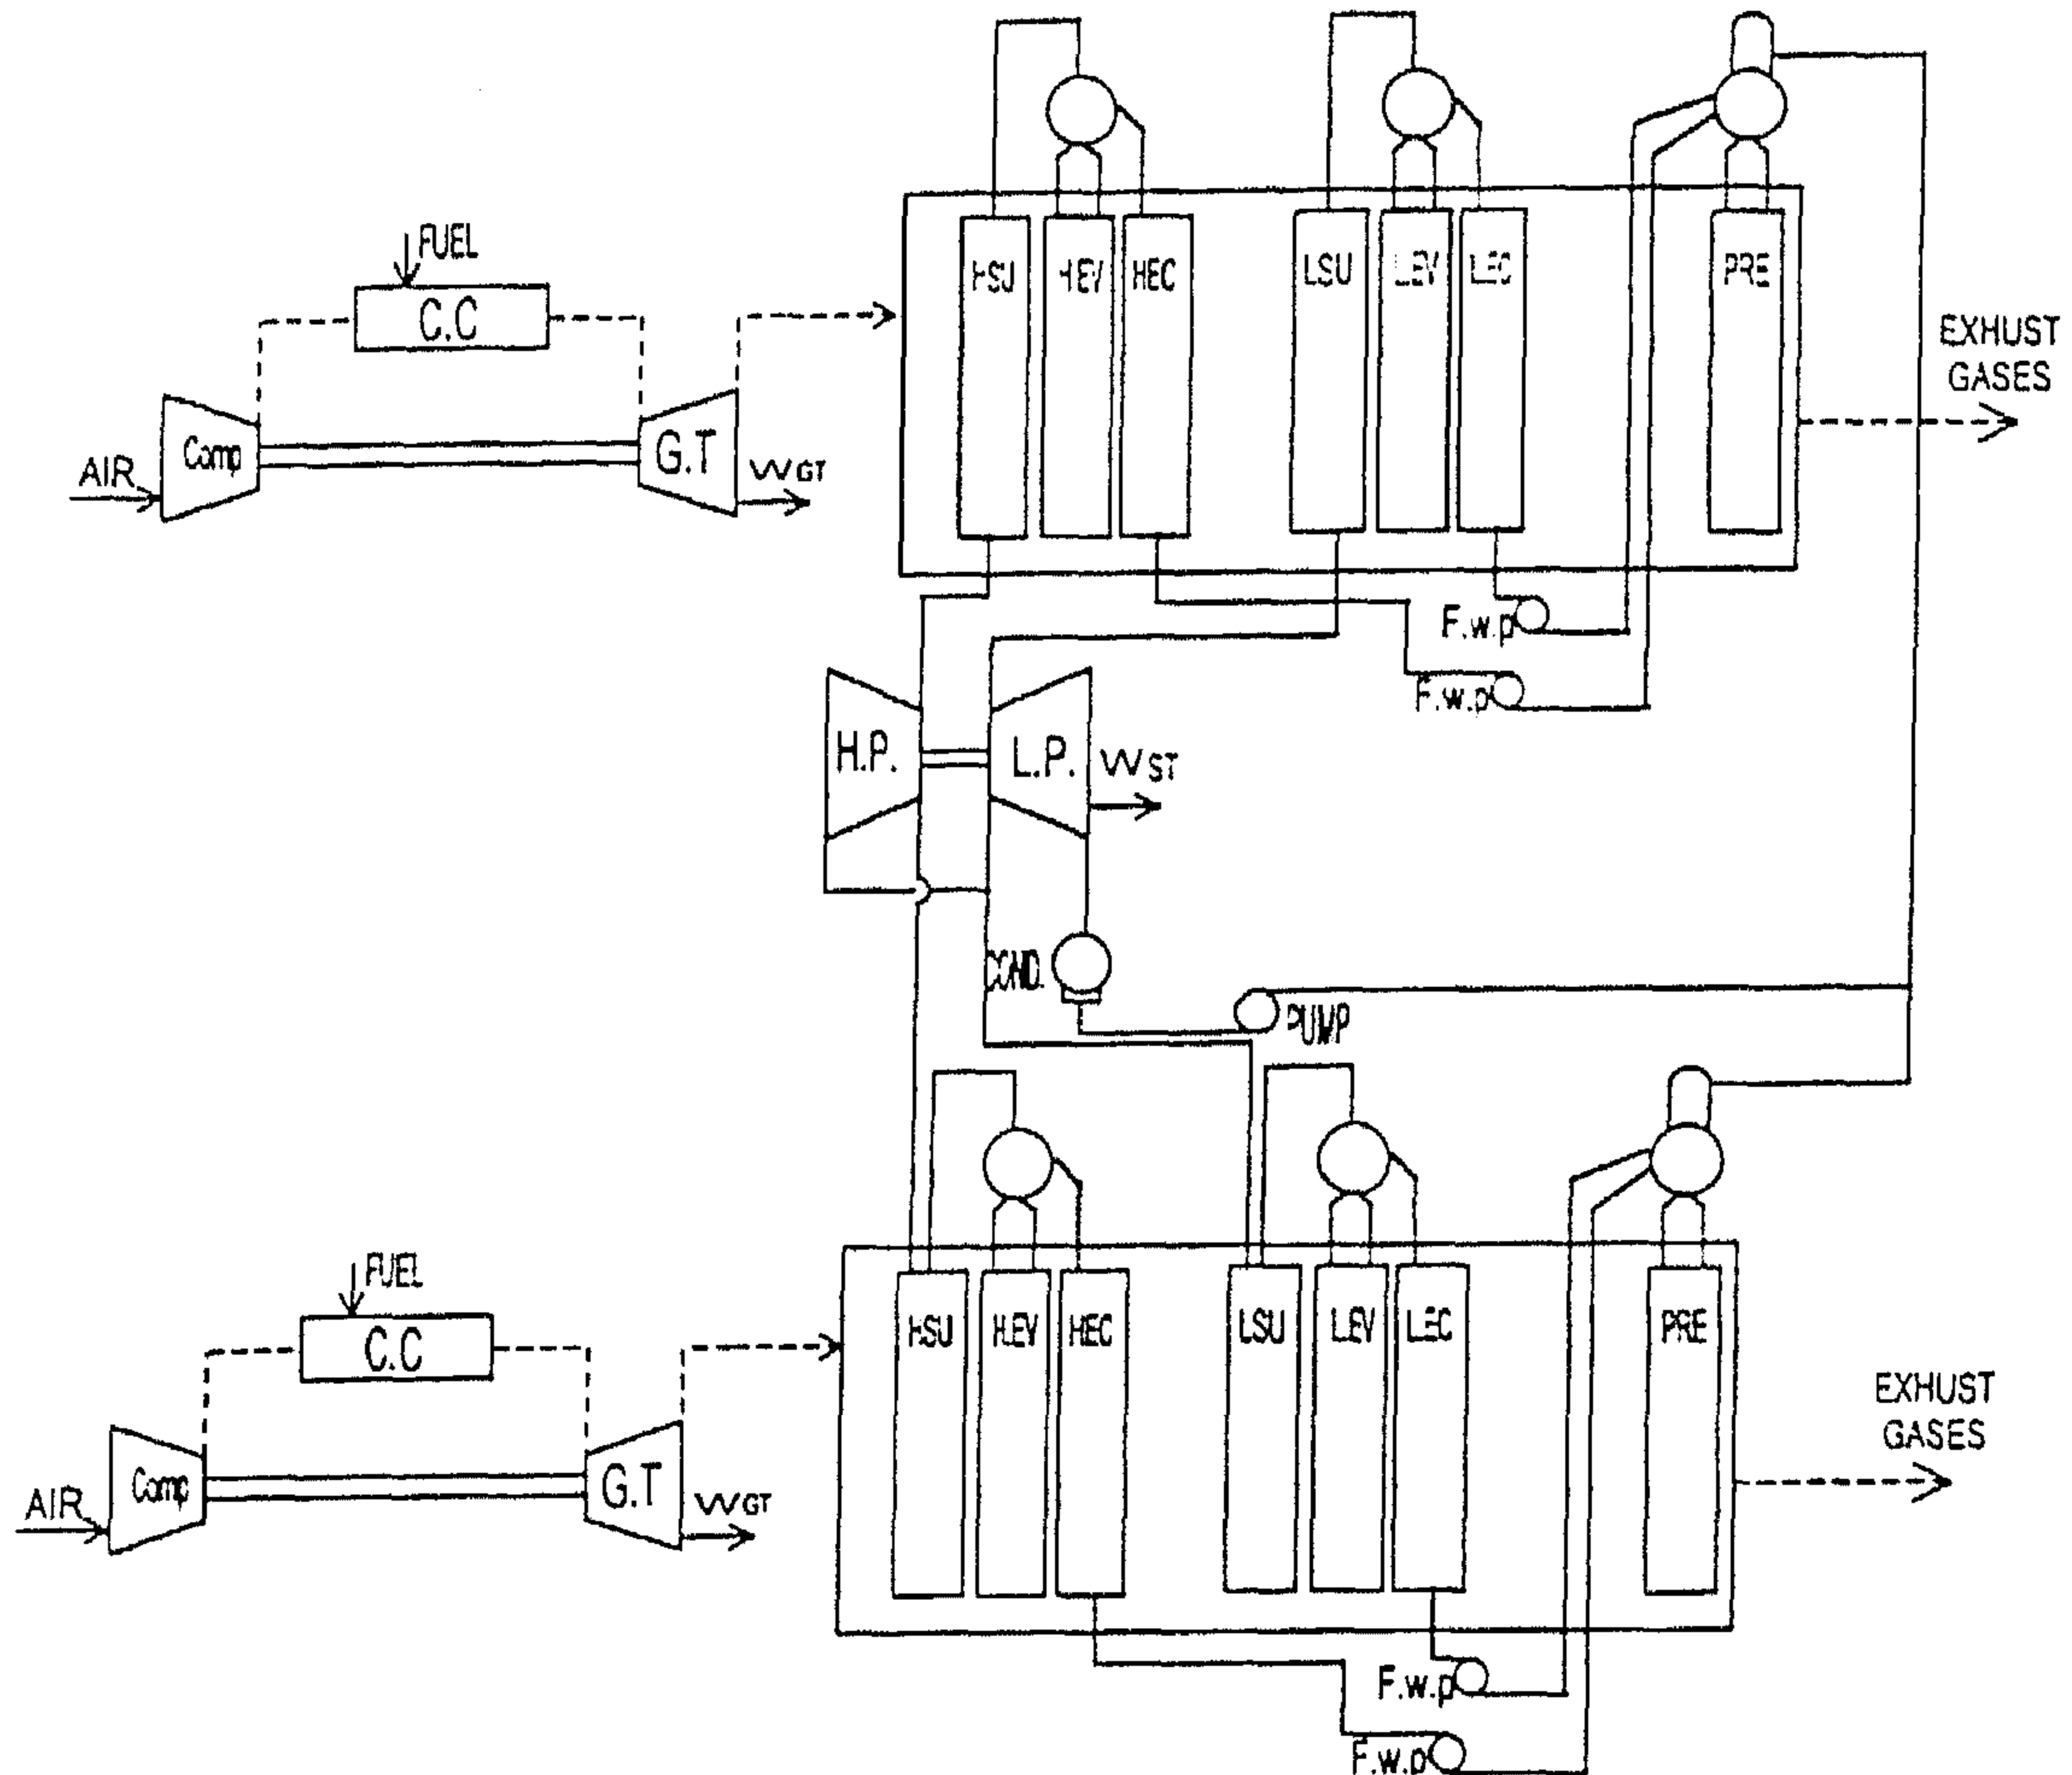 FUEL
C.C
Comp
AIR
G.T
WGT
HSU
HEV
HEC
LSU
LEV
LEC
PRE
EXHUST
GASES
F.w.p
F.w.p
H.P.
L.P.
WST
COND.
PUMP
FUEL
C.C
Comp
AIR
G.T
WGT
HSU
HEV
HEC
LSU
LEV
LEC
PRE
EXHUST
GASES
F.w.p
F.w.p